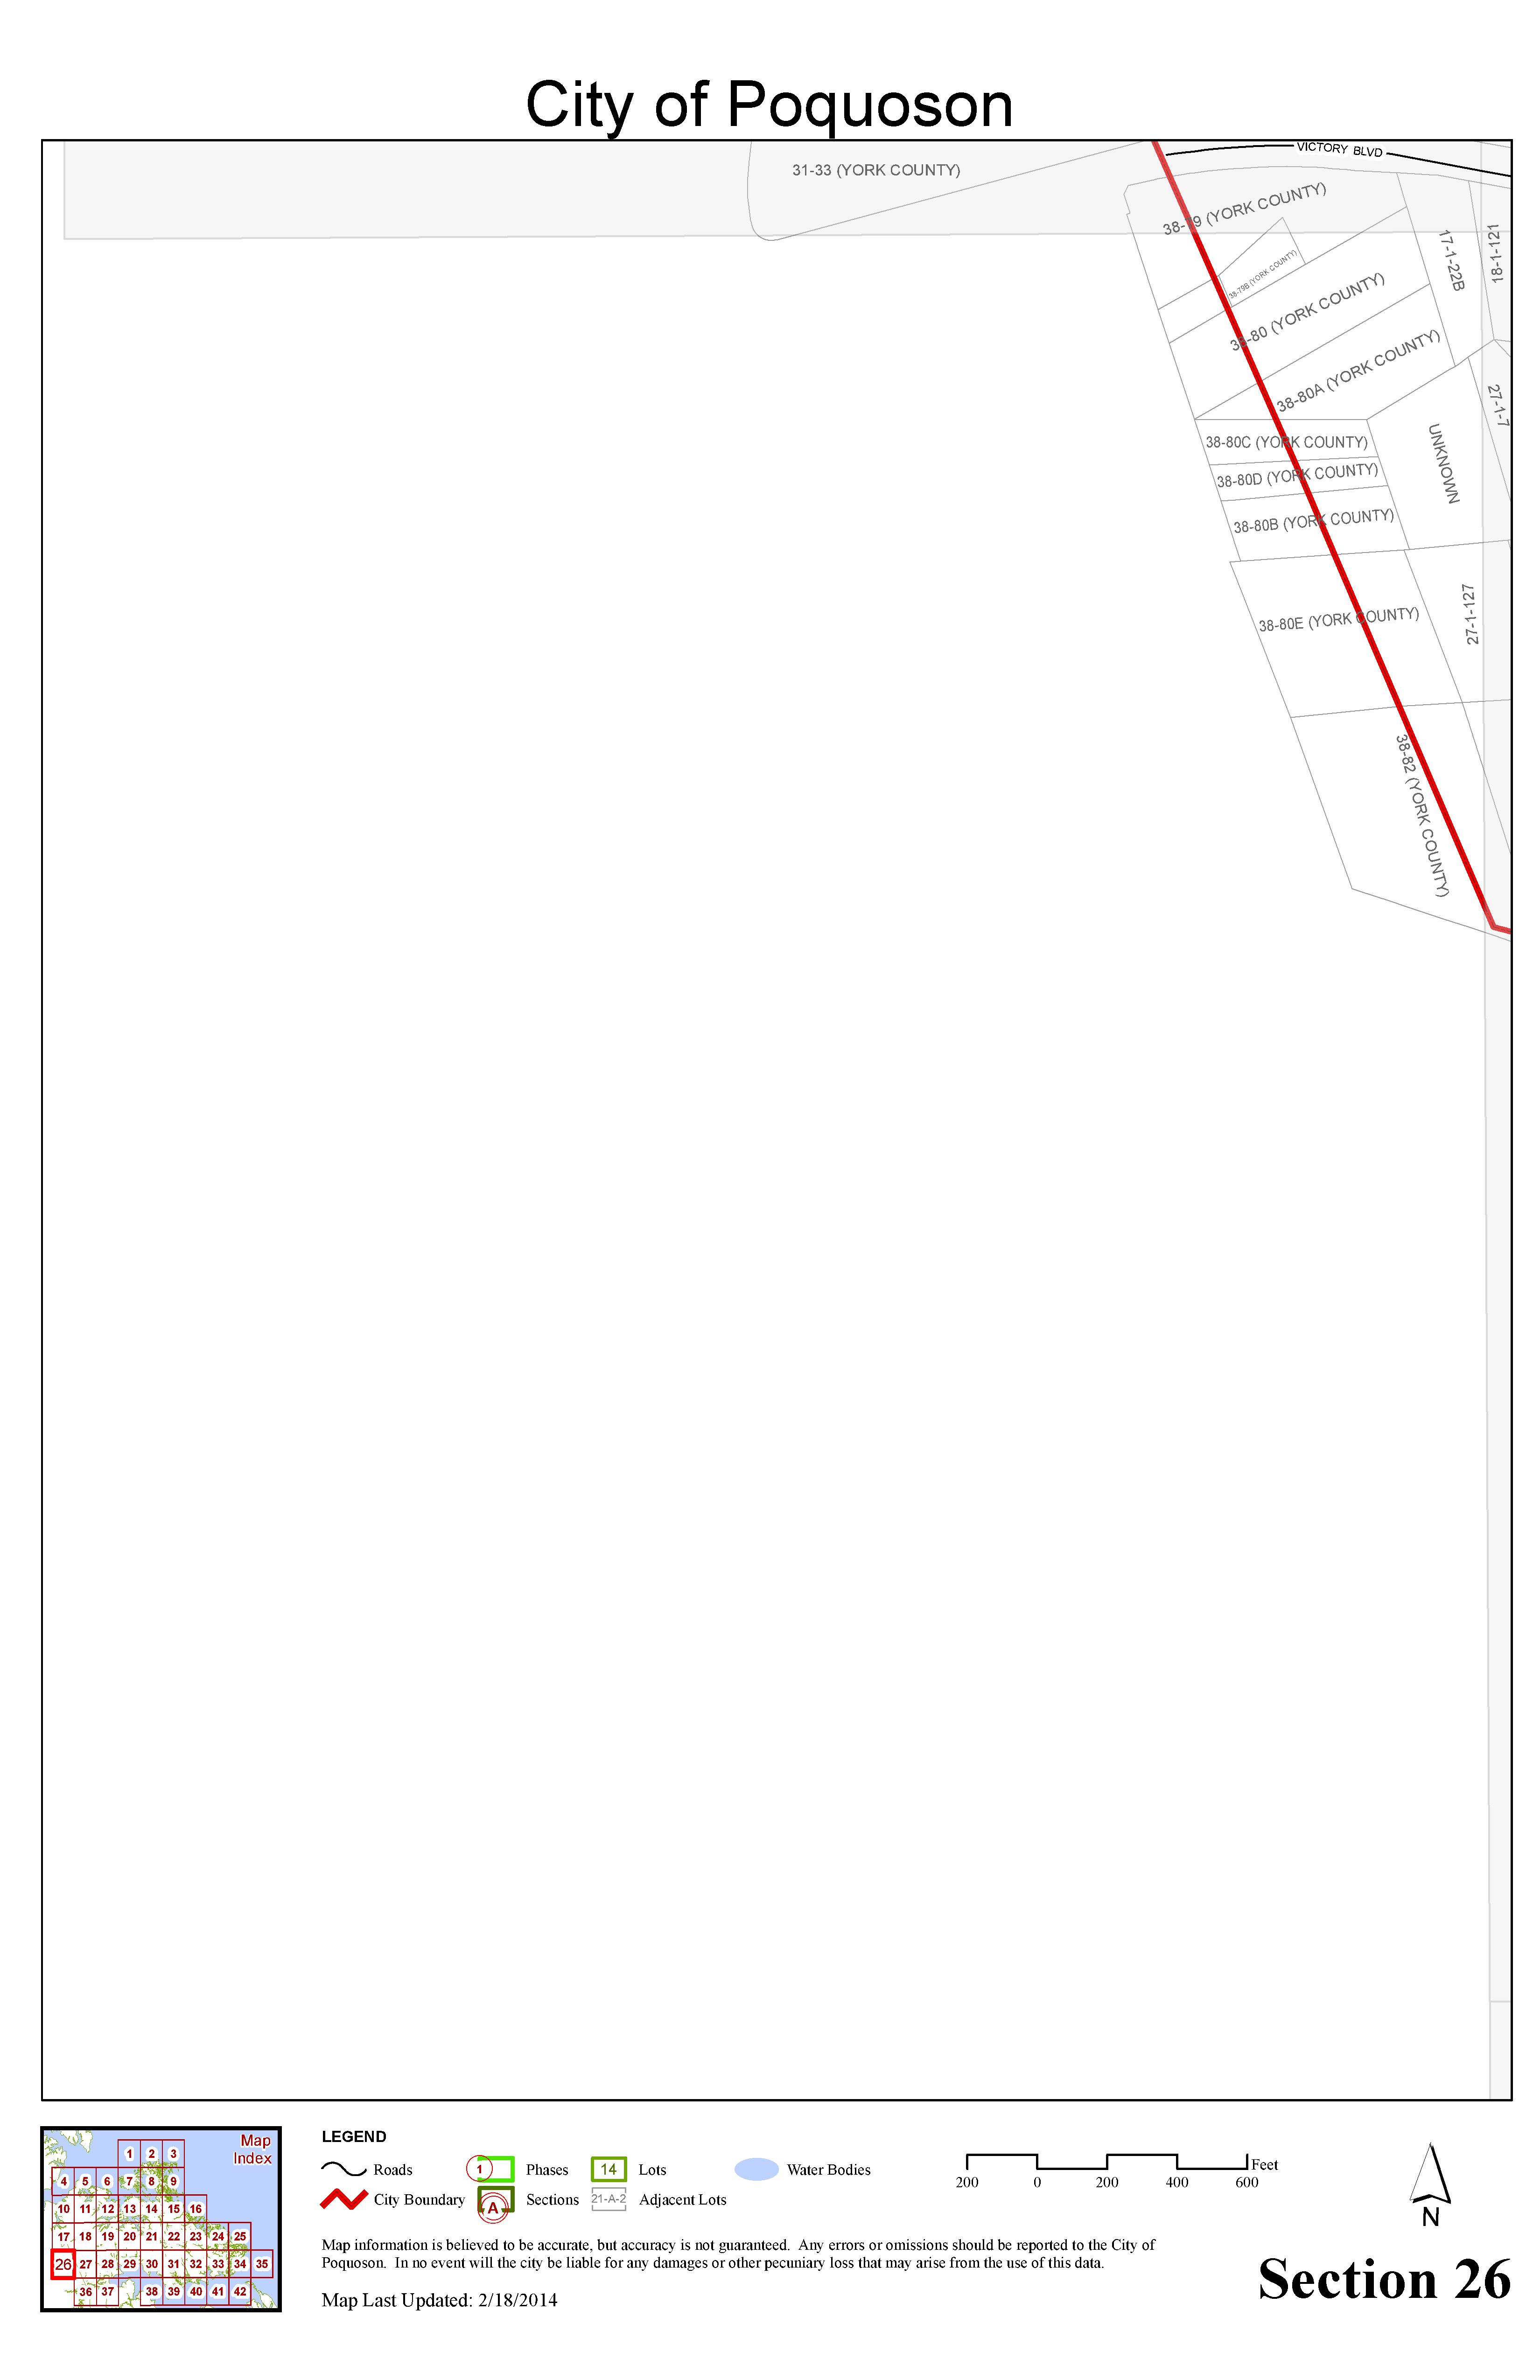 City of Poquoson
VICTORY BLVD
31-33 (YORK COUNTY)
38-79 (YORK COUNTY)
38-79B (YORK COUNTY)
17-1-22B
18-1-121
38-80 (YORK COUNTY)
38-80A (YORK COUNTY)
27-1-7
38-80C (YORK COUNTY)
UNKNOWN
38-80D (YORK COUNTY)
38-80B (YORK COUNTY)
38-80E (YORK COUNTY)
27-1-127
38-82 (YORK COUNTY)
Map
Index
1 2 3
4 5 6 7 8 9
10 11 12 13 14 15 16
17 18 19 20 21 22 23 24 25
26 27 28 29 30 31 32 33 34 35
36 37 38 39 40 41 42
LEGEND
Roads
1 Phases
14 Lots
Water Bodies
City Boundary
A Sections
21-A-2 Adjacent Lots
200 0 200 400 600 Feet
N
Map information is believed to be accurate, but accuracy is not guaranteed. Any errors or omissions should be reported to the City of
Poquoson. In no event will the city be liable for any damages or other pecuniary loss that may arise from the use of this data.
Map Last Updated: 2/18/2014
Section 26